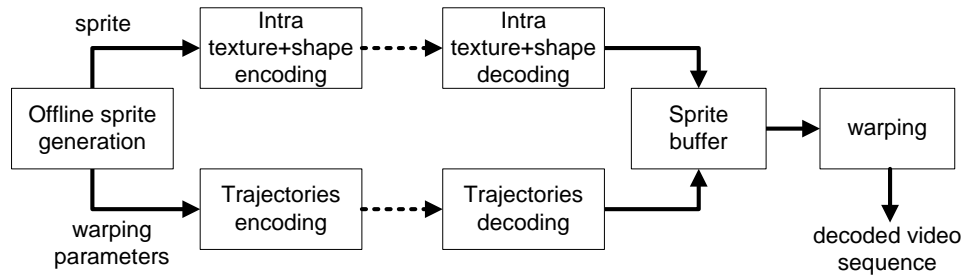 sprite
Intra
texture+shape
encoding
Intra
texture+shape
decoding
Offline sprite
generation
Sprite
buffer
warping
Trajectories
encoding
Trajectories
decoding
warping
parameters
decoded video
sequence